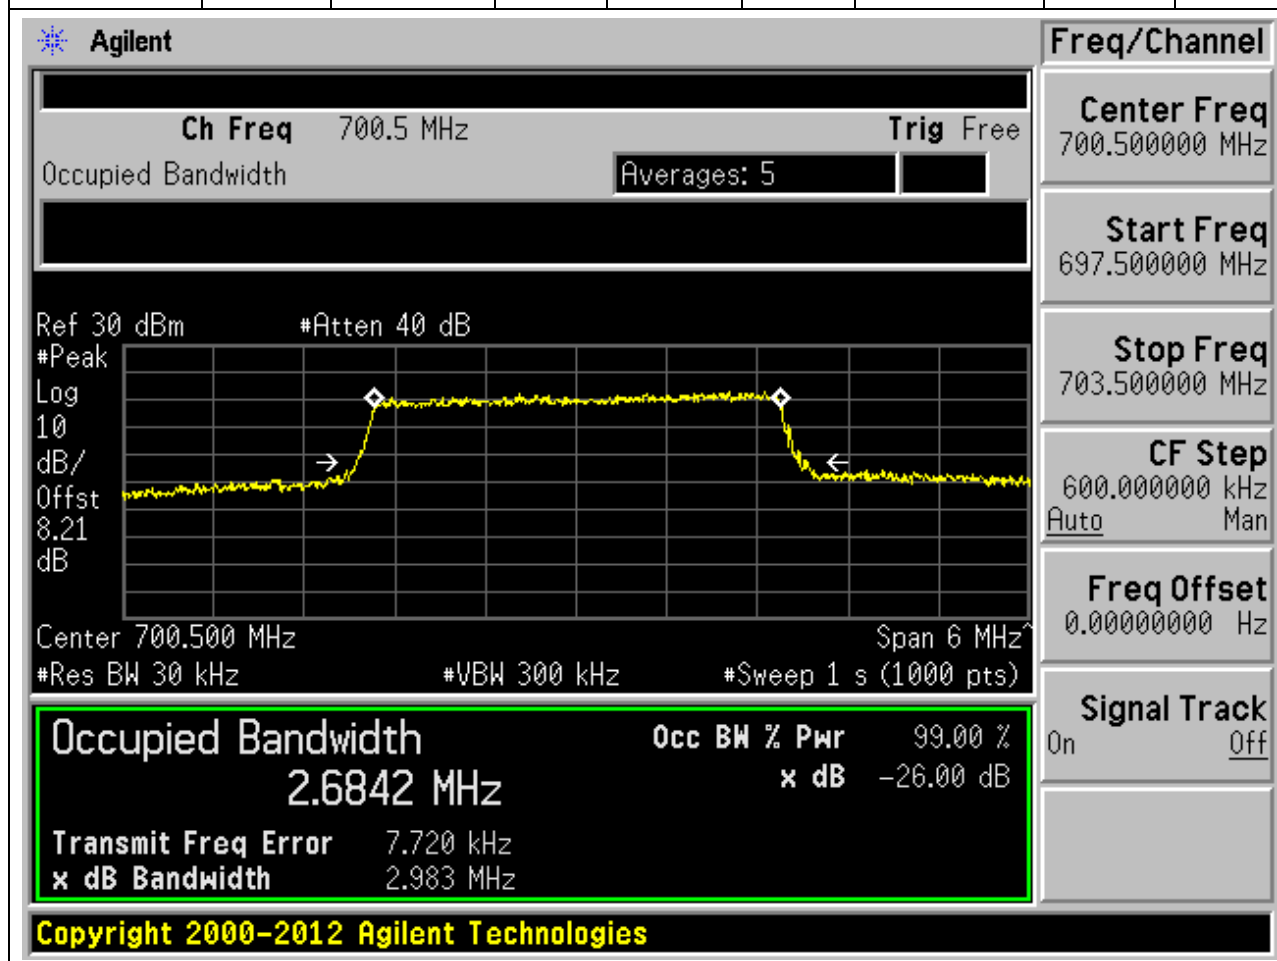 Agilent
Freq/Channel
Ch Freq 700.5 MHz Trig Free
Occupied Bandwidth Averages: 5
Center Freq
700.500000 MHz
Start Freq
697.500000 MHz
Stop Freq
703.500000 MHz
CF Step
600.000000 kHz
Auto Man
Freq Offset
0.00000000 Hz
Signal Track
On Off
Ref 30 dBm #Atten 40 dB
#Peak
Log
10
dB/
Offst
8.21
dB
Center 700.500 MHz Span 6 MHz^
#Res BW 30 kHz #VBW 300 kHz #Sweep 1 s (1000 pts)
Occupied Bandwidth Occ BW % Pwr 99.00 %
2.6842 MHz x dB -26.00 dB
Transmit Freq Error 7.720 kHz
x dB Bandwidth 2.983 MHz
Copyright 2000-2012 Agilent Technologies